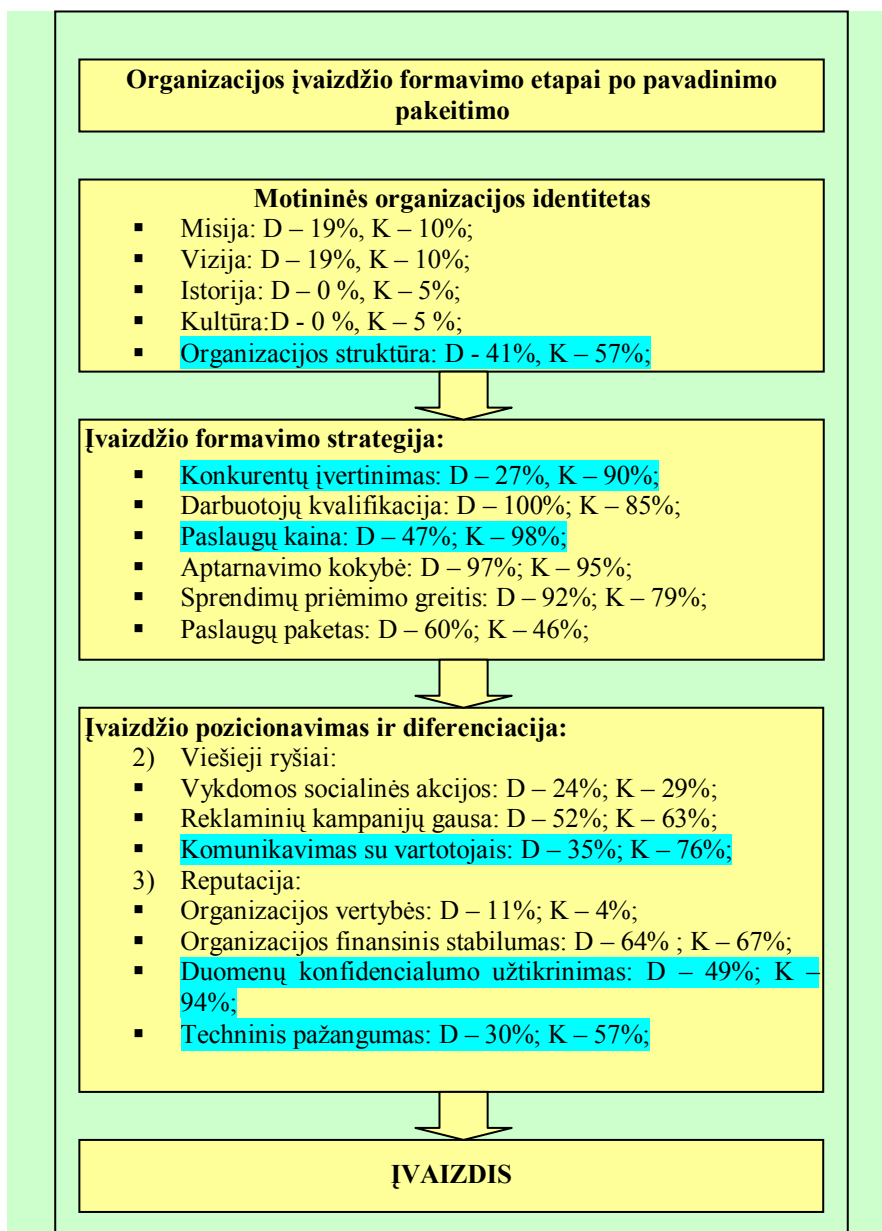 Organizacijos įvaizdžio formavimo etapai po pavadinimo
pakeitimo
Motininės organizacijos identitetas
▪ Misija: D – 19%, K – 10%;
▪ Vizija: D – 19%, K – 10%;
▪ Istorija: D – 0 %, K – 5%;
▪ Kultūra:D - 0 %, K – 5 %;
▪ Organizacijos struktūra: D - 41%, K – 57%;
Įvaizdžio formavimo strategija:
▪ Konkurentų įvertinimas: D – 27%, K – 90%;
▪ Darbuotojų kvalifikacija: D – 100%; K – 85%;
▪ Paslaugų kaina: D – 47%; K – 98%;
▪ Aptarnavimo kokybė: D – 97%; K – 95%;
▪ Sprendimų priėmimo greitis: D – 92%; K – 79%;
▪ Paslaugų paketas: D – 60%; K – 46%;
Įvaizdžio pozicionavimas ir diferenciacija:
2) Viešieji ryšiai:
▪ Vykdomos socialinės akcijos: D – 24%; K – 29%;
▪ Reklaminių kampanijų gausa: D – 52%; K – 63%;
▪ Komunikavimas su vartotojais: D – 35%; K – 76%;
3) Reputacija:
▪ Organizacijos vertybės: D – 11%; K – 4%;
▪ Organizacijos finansinis stabilumas: D – 64% ; K – 67%;
▪ Duomenų konfidencialumo užtikrinimas: D – 49%; K –
94%;
▪ Techninis pažangumas: D – 30%; K – 57%;
ĮVAIZDIS